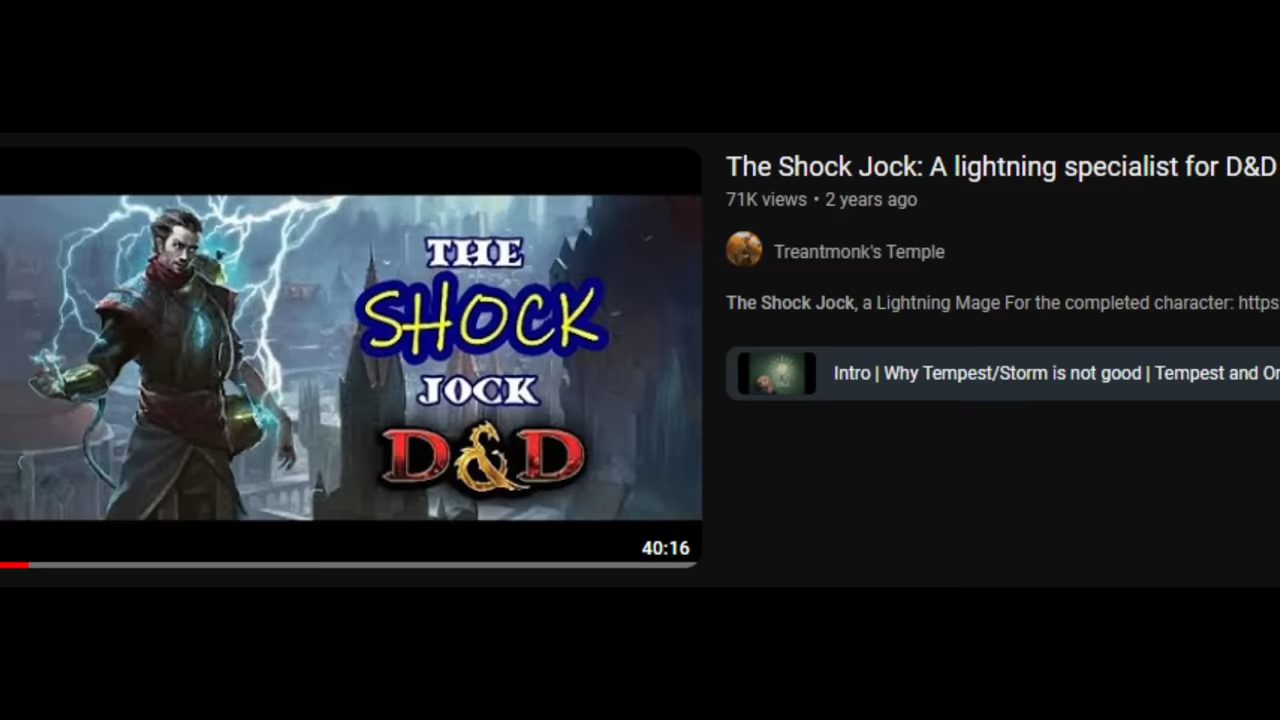 THE
SHOCK
JOCK
D&D
40:16
The Shock Jock: A lightning specialist for D&D
71K views • 2 years ago
Treantmonk's Temple
The Shock Jock, a Lightning Mage For the completed character: https
Intro | Why Tempest/Storm is not good | Tempest and Or